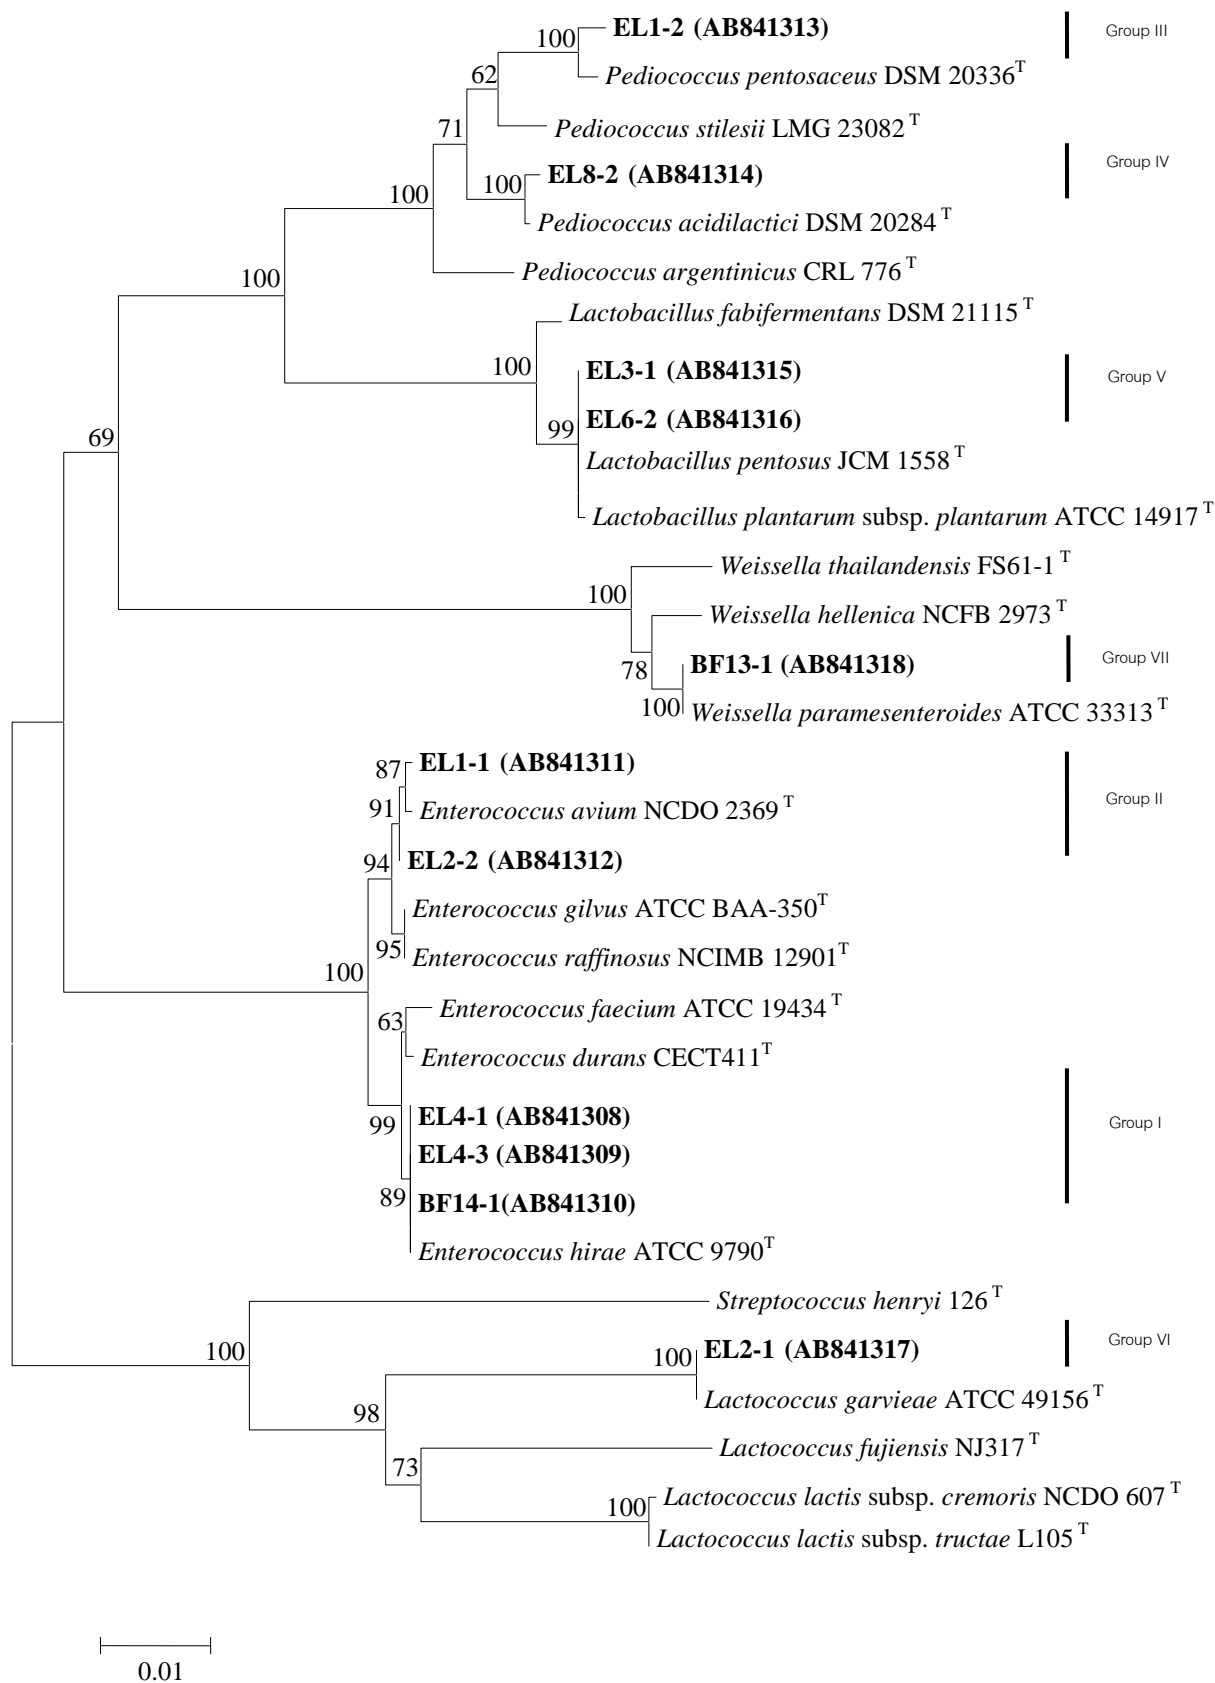 EL1-2 (AB841313)
Group III
100
Pediococcus pentosaceus DSM 20336T
62
Pediococcus stilesii LMG 23082 T
71
EL8-2 (AB841314)
Group IV
100
100
Pediococcus acidilactici DSM 20284 T
Pediococcus argentinicus CRL 776 T
100
Lactobacillus fabifermentans DSM 21115 T
100
EL3-1 (AB841315)
Group V
EL6-2 (AB841316)
99
69
Lactobacillus pentosus JCM 1558 T
Lactobacillus plantarum subsp. plantarum ATCC 14917 T
Weissella thailandensis FS61-1 T
100
Weissella hellenica NCFB 2973 T
BF13-1 (AB841318)
Group VII
78
100
Weissella paramesenteroides ATCC 33313 T
EL1-1 (AB841311)
87
Group II
91
Enterococcus avium NCDO 2369 T
EL2-2 (AB841312)
94
Enterococcus gilvus ATCC BAA-350T
95
Enterococcus raffinosus NCIMB 12901T
100
Enterococcus faecium ATCC 19434 T
63
Enterococcus durans CECT411T
EL4-1 (AB841308)
99
Group I
EL4-3 (AB841309)
89
BF14-1(AB841310)
Enterococcus hirae ATCC 9790T
Streptococcus henryi 126 T
100
EL2-1 (AB841317)
Group VI
100
Lactococcus garvieae ATCC 49156 T
98
Lactococcus fujiensis NJ317 T
73
Lactococcus lactis subsp. cremoris NCDO 607 T
100
Lactococcus lactis subsp. tructae L105 T
0.01